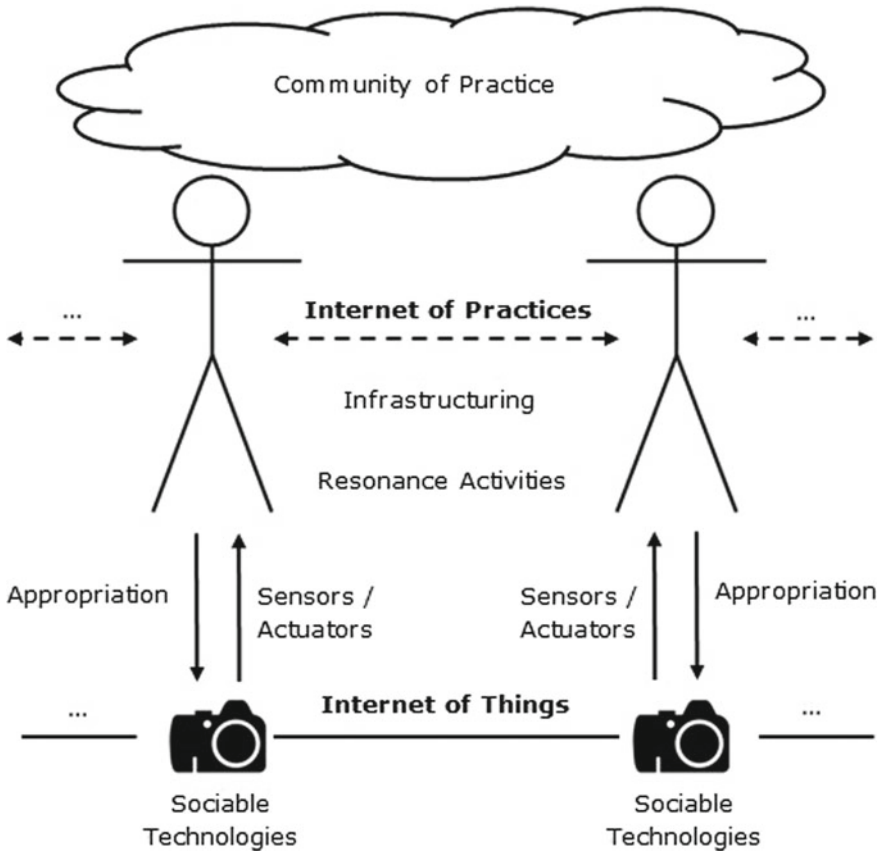 Community of Practice
...
Internet of Practices
...
Infrastructuring
Resonance Activities
Appropriation
Sensors /
Actuators
Sensors /
Actuators
Appropriation
...
Internet of Things
...
Sociable
Technologies
Sociable
Technologies